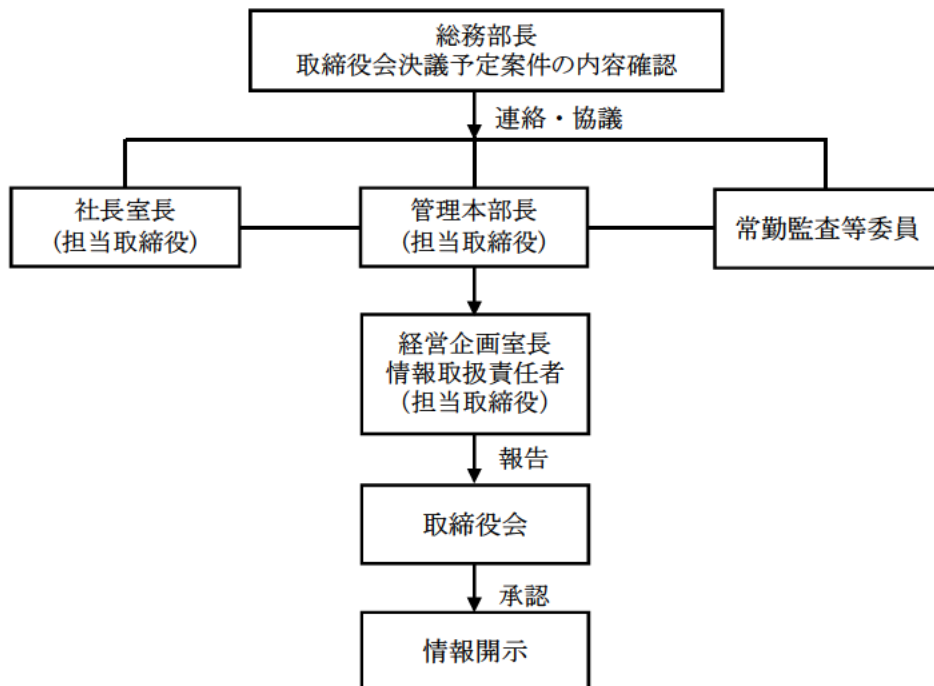 総務部長
取締役会決議予定案件の内容確認
連絡・協議
社長室長
(担当取締役)
管理本部長
(担当取締役)
常勤監査等委員
経営企画室長
情報取扱責任者
(担当取締役)
報告
取締役会
承認
情報開示